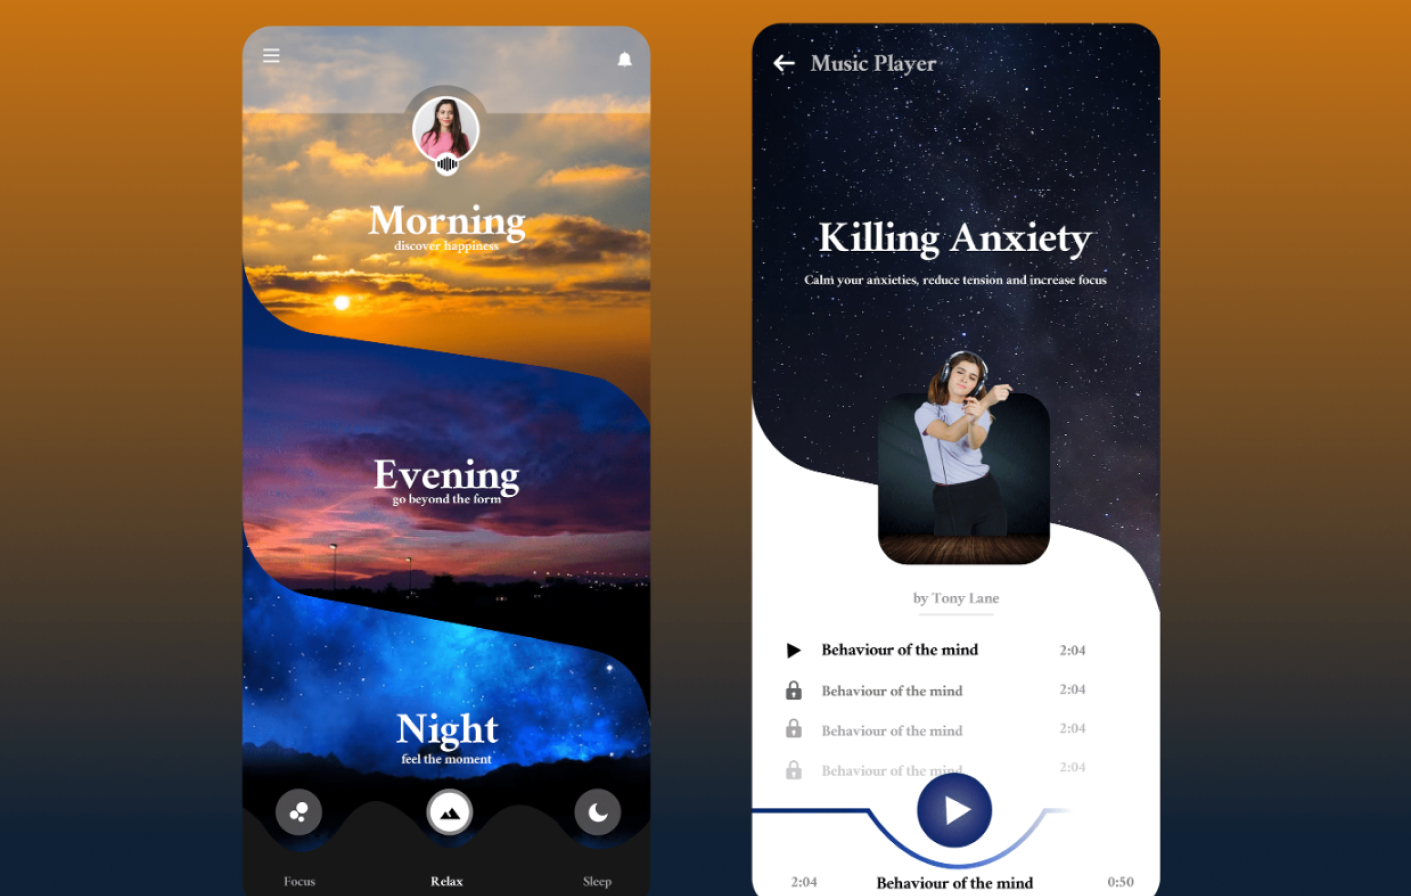 Morning
discover happiness
Evening
go beyond the form
Night
feel the moment
Focus
Relax
Sleep
Music Player
Killing Anxiety
Calm your anxieties, reduce tension and increase focus
by Tony Lane
Behaviour of the mind 2:04
Behaviour of the mind 2:04
Behaviour of the mind 2:04
Behaviour of the mind 2:04
2:04 Behaviour of the mind 0:50